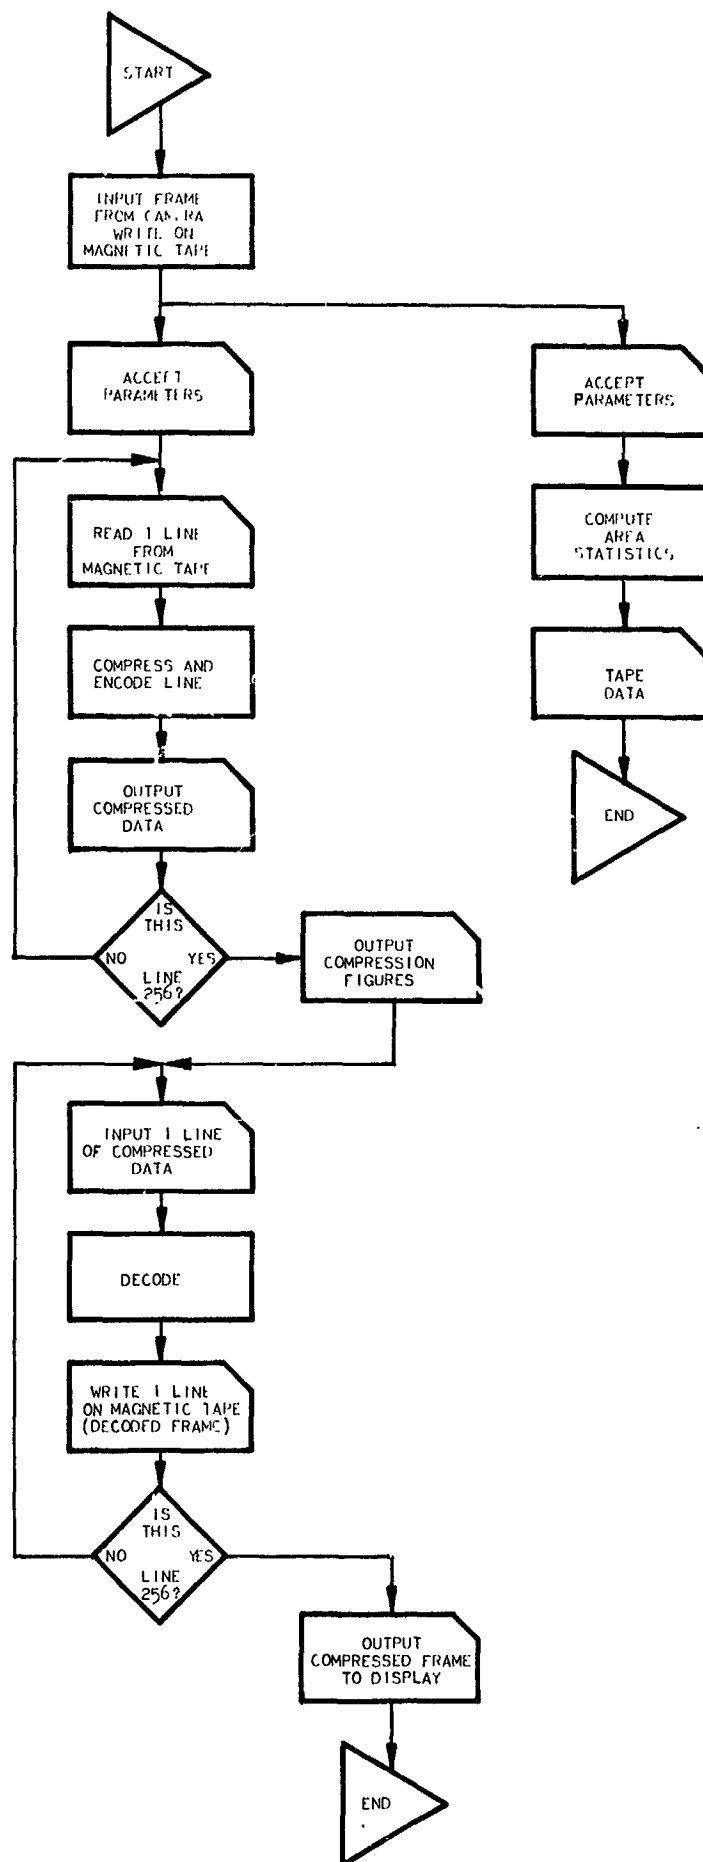 START
INPUT FRAME
FROM CAMERA
WRITE ON
MAGNETIC TAPE
ACCEPT
PARAMETERS
ACCEPT
PARAMETERS
READ 1 LINE
FROM
MAGNETIC TAPE
COMPUTE
AREA
STATISTICS
COMPRESS AND
ENCODE LINE
TAPE
DATA
OUTPUT
COMPRESSED
DATA
END
IS
THIS
NO YES
LINE
256?
OUTPUT
COMPRESSION
FIGURES
INPUT 1 LINE
OF COMPRESSED
DATA
DECODE
WRITE 1 LINE
ON MAGNETIC TAPE
(DECODED FRAME)
IS
THIS
NO YES
LINE
256?
OUTPUT
COMPRESSED FRAME
TO DISPLAY
END